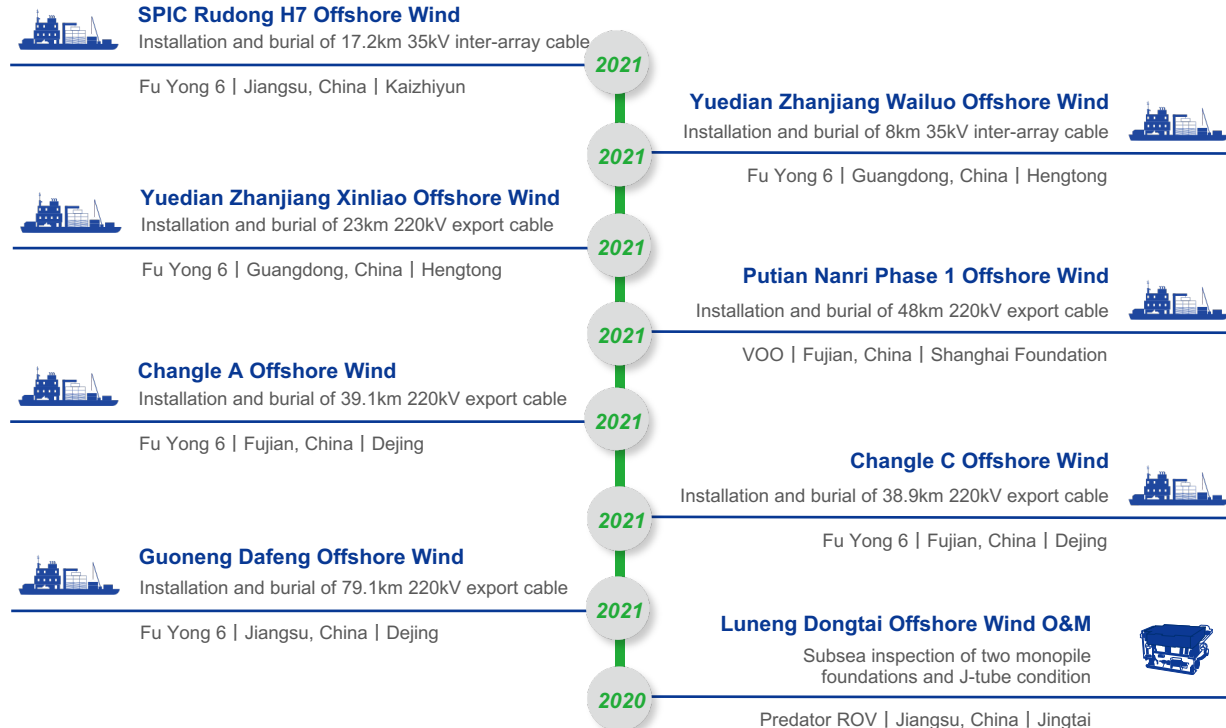 SPIC Rudong H7 Offshore Wind
Installation and burial of 17.2km 35kV inter-array cable
Fu Yong 6 | Jiangsu, China | Kaizhiyun
2021
Yuedian Zhanjiang Wailuo Offshore Wind
Installation and burial of 8km 35kV inter-array cable
Fu Yong 6 | Guangdong, China | Hengtong
2021
Yuedian Zhanjiang Xinliao Offshore Wind
Installation and burial of 23km 220kV export cable
Fu Yong 6 | Guangdong, China | Hengtong
2021
Putian Nanri Phase 1 Offshore Wind
Installation and burial of 48km 220kV export cable
VOO | Fujian, China | Shanghai Foundation
2021
Changle A Offshore Wind
Installation and burial of 39.1km 220kV export cable
Fu Yong 6 | Fujian, China | Dejing
2021
Changle C Offshore Wind
Installation and burial of 38.9km 220kV export cable
Fu Yong 6 | Fujian, China | Dejing
2021
Guoneng Dafeng Offshore Wind
Installation and burial of 79.1km 220kV export cable
Fu Yong 6 | Jiangsu, China | Dejing
2021
Luneng Dongtai Offshore Wind O&M
Subsea inspection of two monopile
foundations and J-tube condition
Predator ROV | Jiangsu, China | Jingtai
2020